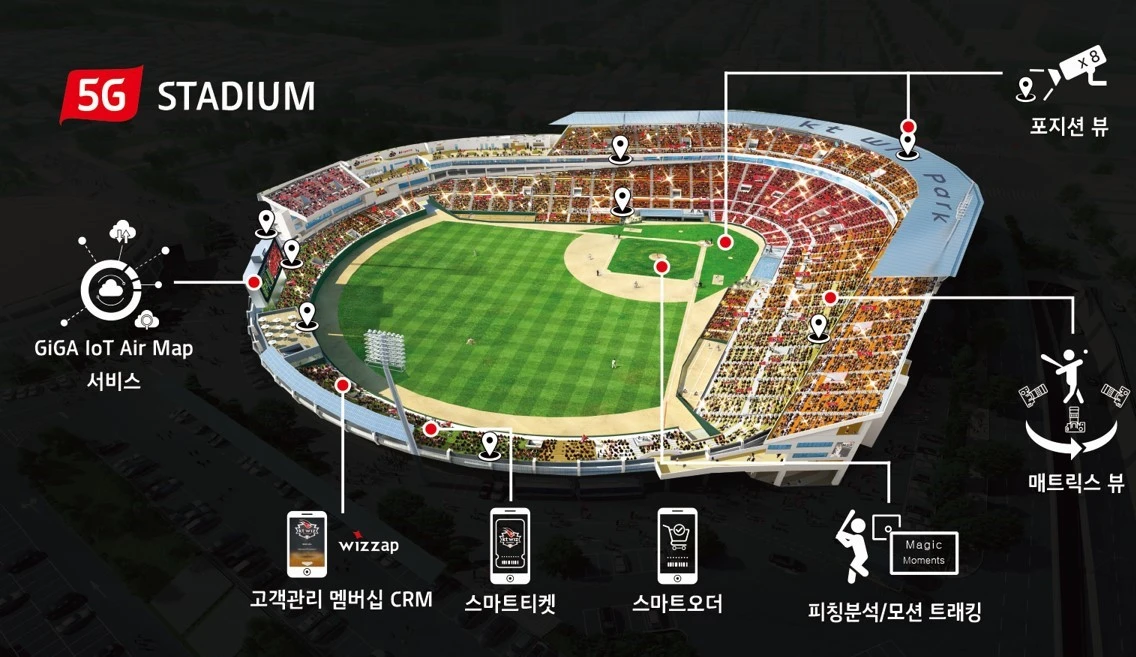 5G STADIUM
kt wiz park
x 8
포지션 뷰
GiGA IoT Air Map
서비스
매트릭스 뷰
wizzap
고객관리 멤버십 CRM
스마트티켓
스마트오더
Magic
Moments
피칭분석/모션 트래킹